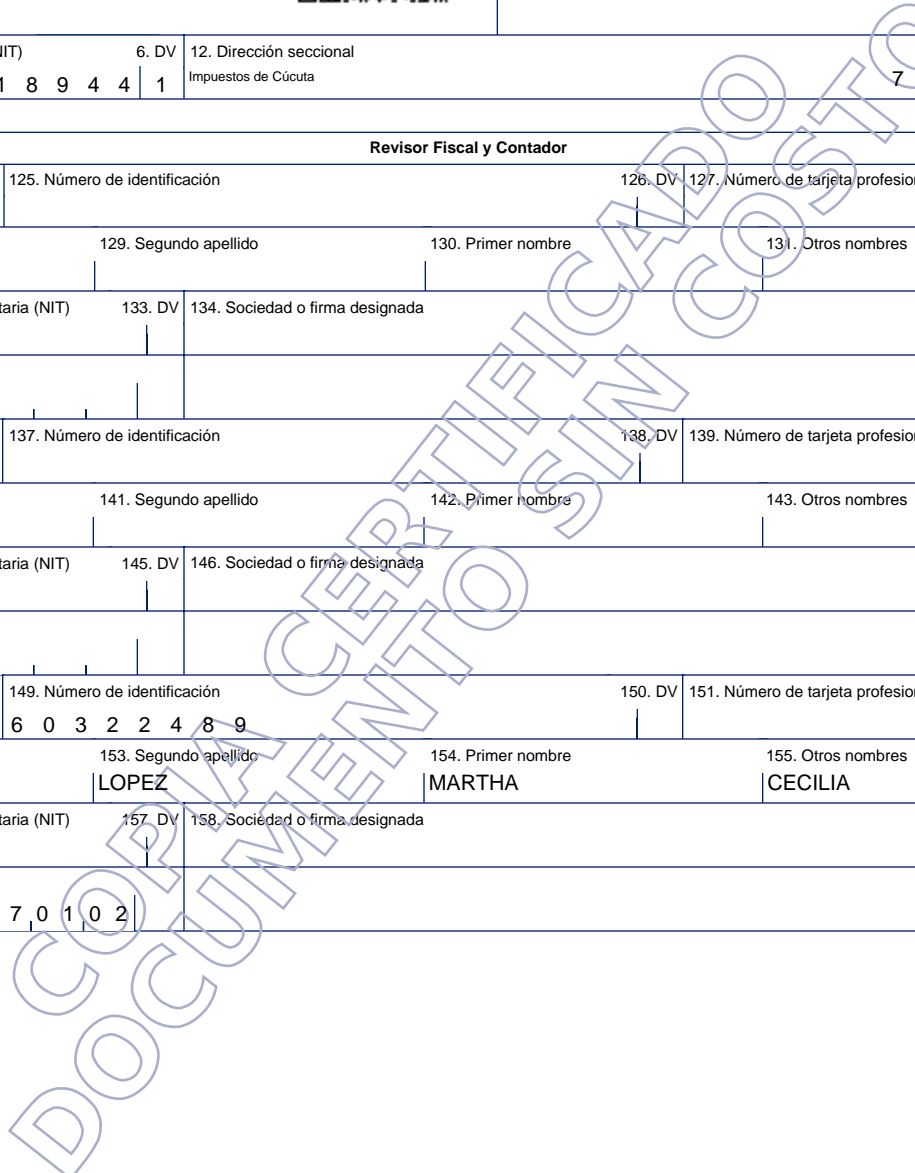 NIT) 6. DV 12. Dirección seccional
1 8 9 4 4 1 Impuestos de Cúcuta 7
Revisor Fiscal y Contador
125. Número de identificación 126. DV 127. Número de tarjeta profesion
129. Segundo apellido 130. Primer nombre 131. Otros nombres
taria (NIT) 133. DV 134. Sociedad o firma designada
137. Número de identificación 138. DV 139. Número de tarjeta profesion
141. Segundo apellido 142. Primer nombre 143. Otros nombres
taria (NIT) 145. DV 146. Sociedad o firma designada
149. Número de identificación 150. DV 151. Número de tarjeta profesion
6 0 3 2 2 4 8 9
153. Segundo apellido 154. Primer nombre 155. Otros nombres
LOPEZ MARTHA CECILIA
taria (NIT) 157. DV 158. Sociedad o firma designada
7 0 1 0 2
COPIA CERTIFICADO
DOCUMENTO SIN COSTO